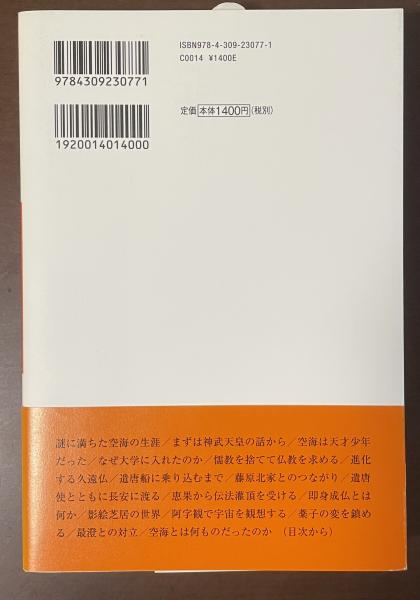 ISBN978-4-309-23077-1
C0014 ¥1400E
9784309230771
定価 本体1400円(税別)
1920014014000
謎に満ちた空海の生涯/まずは神武天皇の話から/空海は天才少年
だった/なぜ大学に入れたのか/儒教を捨てて仏教を求める/進化
する久遠仏/遣唐船に乗り込むまで/藤原北家とのつながり/遣唐
使とともに長安に渡る/恵果から伝法灌頂を受ける/即身成仏とは
何か/影絵芝居の世界/阿字観で宇宙を観想する/薬子の変を鎮め
る/最澄との対立/空海とは何ものだったのか (目次から)